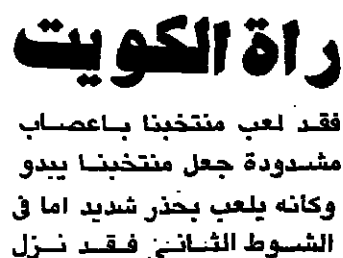 راة الكويت
فقد لعب منتخبنا باعصاب
مشدودة جعل منتخبنا يبدو
وكانه يلعب بحذر شديد اما في
الشوط الثاني فقد نزل